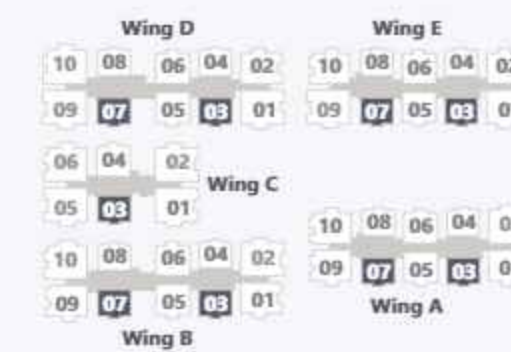 Wing D
10 08 06 04 02
09 07 05 03 01
Wing E
10 08 06 04
09 07 05 03
06 04 02
05 03 01
Wing C
10 08 06 04 02
09 07 05 03 01
Wing B
10 08 06 04
09 07 05 03
Wing A